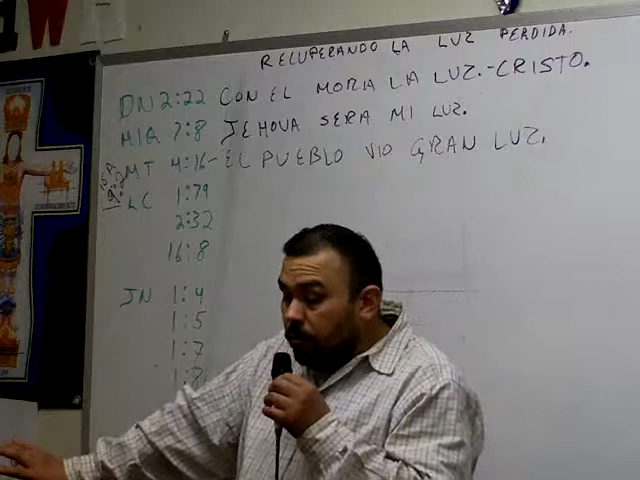 RECUPERANDO LA LUZ PERDIDA.
DN 2:22 CON EL MORIA LA LUZ.-CRISTO.
MIQ 7:8 JEHOVA SERA MI LUZ.
MT 4:16- EL PUEBLO VIO GRAN LUZ.
LC 1:79
2:32
16:8
JN 1:4
1:5
1:7